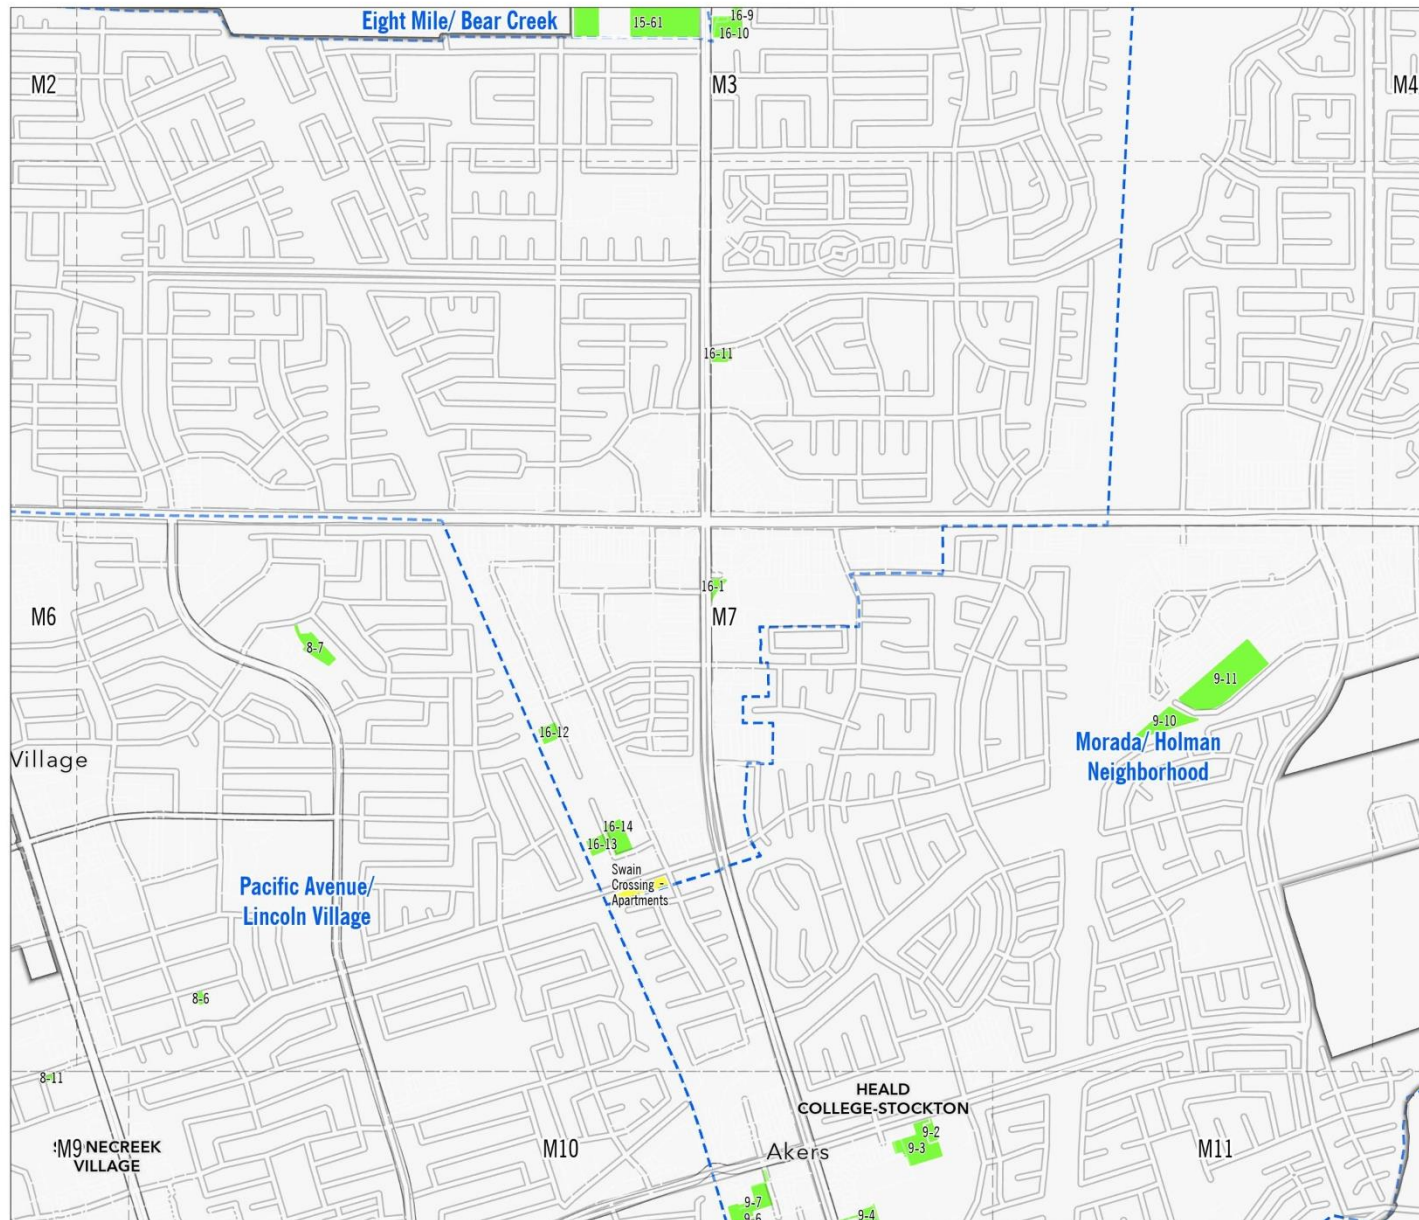 Eight Mile/ Bear Creek
15-61
16-9
16-10
M2
M3
M4
16-11
16-1
M6
M7
8-7
9-11
16-12
9-10
Village
Morada/ Holman
Neighborhood
16-14
16-13
Swain
Crossing
Apartments
Pacific Avenue/
Lincoln Village
8-6
8-11
HEALD
COLLEGE-STOCKTON
9-2
M9
NECREEK
VILLAGE
M10
Akers
9-3
M11
9-7
9-6
9-4